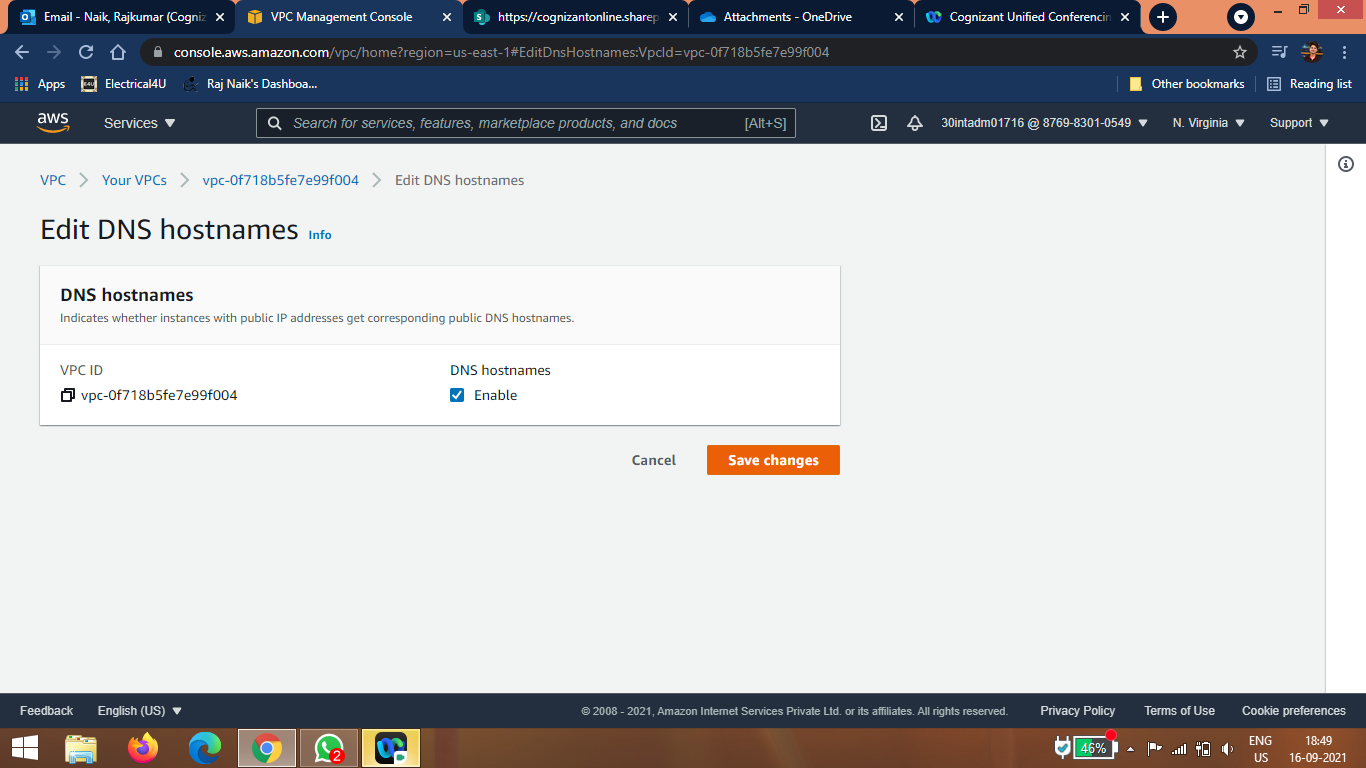 Email - Naik, Rajkumar (Cogniz
VPC Management Console
https://cognizantonline.sharep
Attachments - OneDrive
Cognizant Unified Conferencin
console.aws.amazon.com/vpc/home?region=us-east-1#EditDnsHostnames:VpcId=vpc-0f718b5fe7e99f004
Apps
E4U
Electrical4U
Raj Naik's Dashboa...
Other bookmarks
Reading list
aws
Services
Search for services, features, marketplace products, and docs
[Alt+S]
30intadm01716 @ 8769-8301-0549
N. Virginia
Support
VPC
Your VPCs
vpc-0f718b5fe7e99f004
Edit DNS hostnames
Edit DNS hostnames Info
DNS hostnames
Indicates whether instances with public IP addresses get corresponding public DNS hostnames.
VPC ID
DNS hostnames
vpc-0f718b5fe7e99f004
Enable
Cancel
Save changes
Feedback
English (US)
© 2008 - 2021, Amazon Internet Services Private Ltd. or its affiliates. All rights reserved.
Privacy Policy
Terms of Use
Cookie preferences
2
46%
ENG
US
18:49
16-09-2021